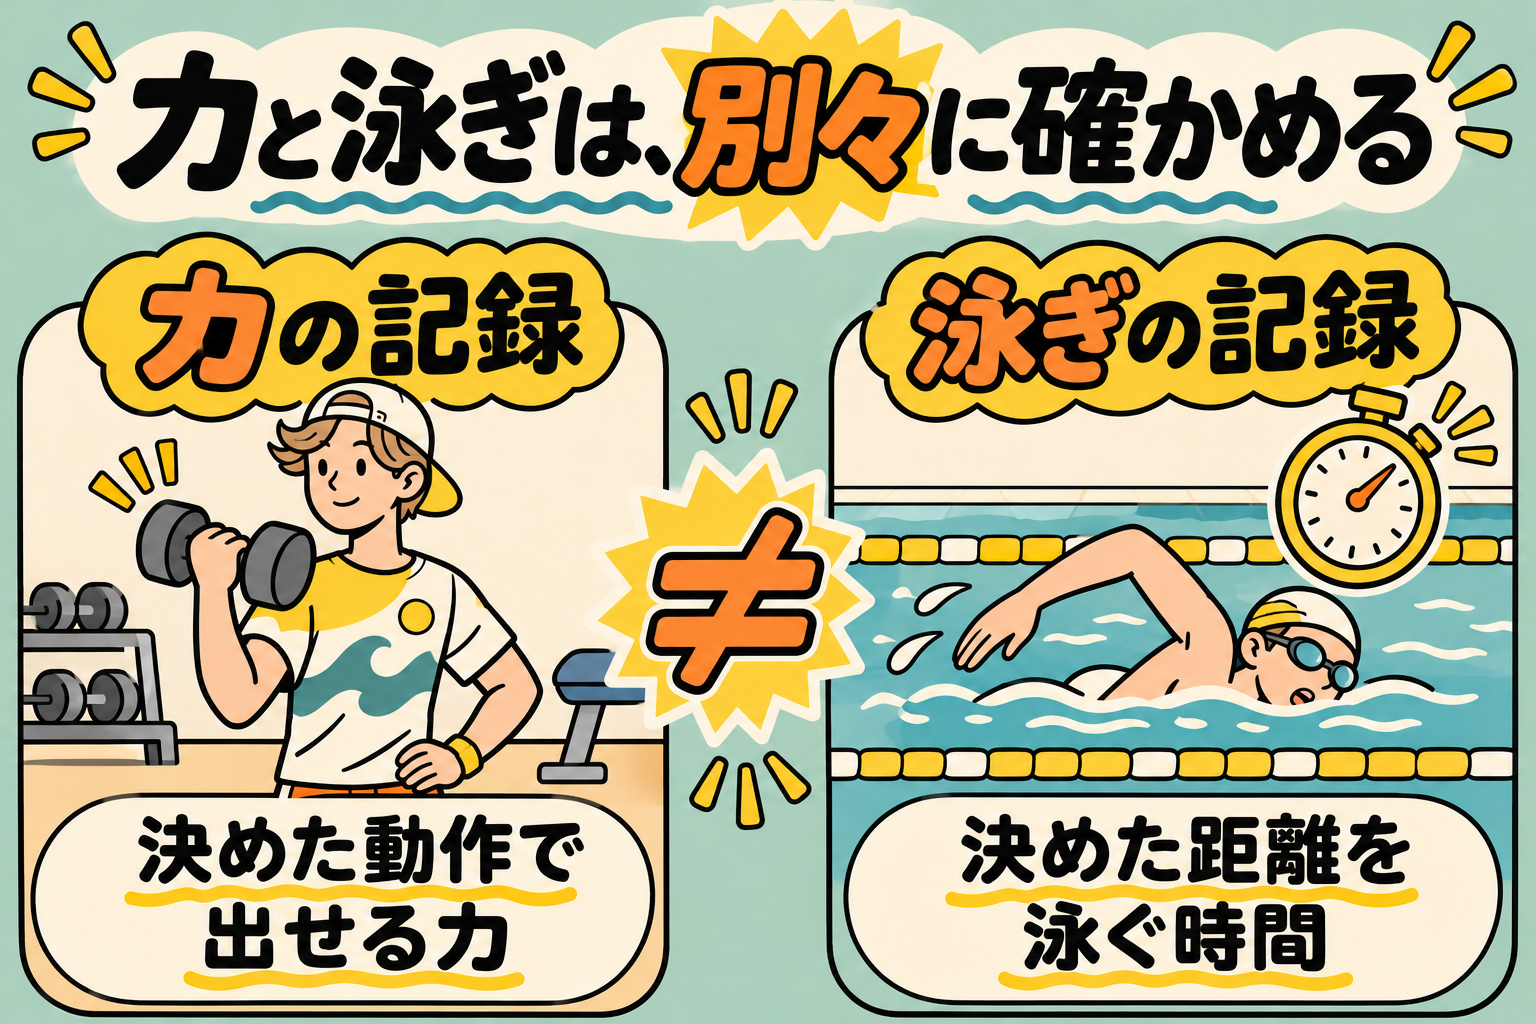 力と泳ぎは、別々に確かめる
力の記録
泳ぎの記録
≠
決めた動作で
出せる力
決めた距離を
泳ぐ時間